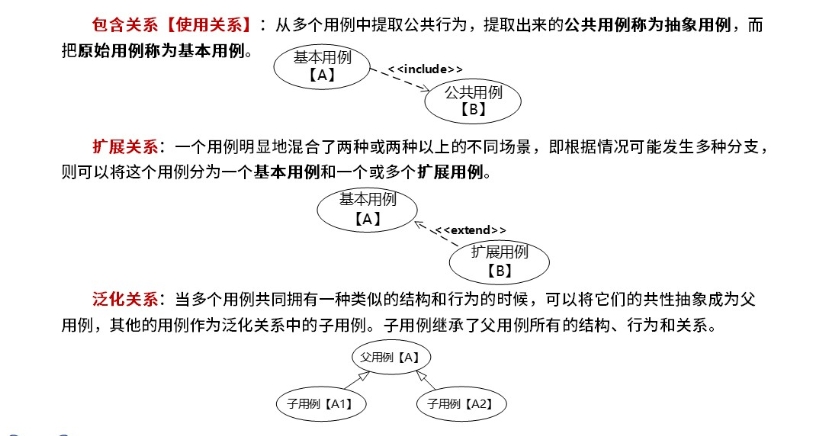 包含关系【使用关系】：从多个用例中提取公共行为，提取出来的公共用例称为抽象用例，而
把原始用例称为基本用例。
基本用例
【A】
<<include>>
公共用例
【B】
扩展关系：一个用例明显地混合了两种或两种以上的不同场景，即根据情况可能发生多种分支，
则可以将这个用例分为一个基本用例和一个或多个扩展用例。
基本用例
【A】
<<extend>>
扩展用例
【B】
泛化关系：当多个用例共同拥有一种类似的结构和行为的时候，可以将它们的共性抽象成为父
用例，其他的用例作为泛化关系中的子用例。子用例继承了父用例所有的结构、行为和关系。
父用例【A】
子用例【A1】
子用例【A2】